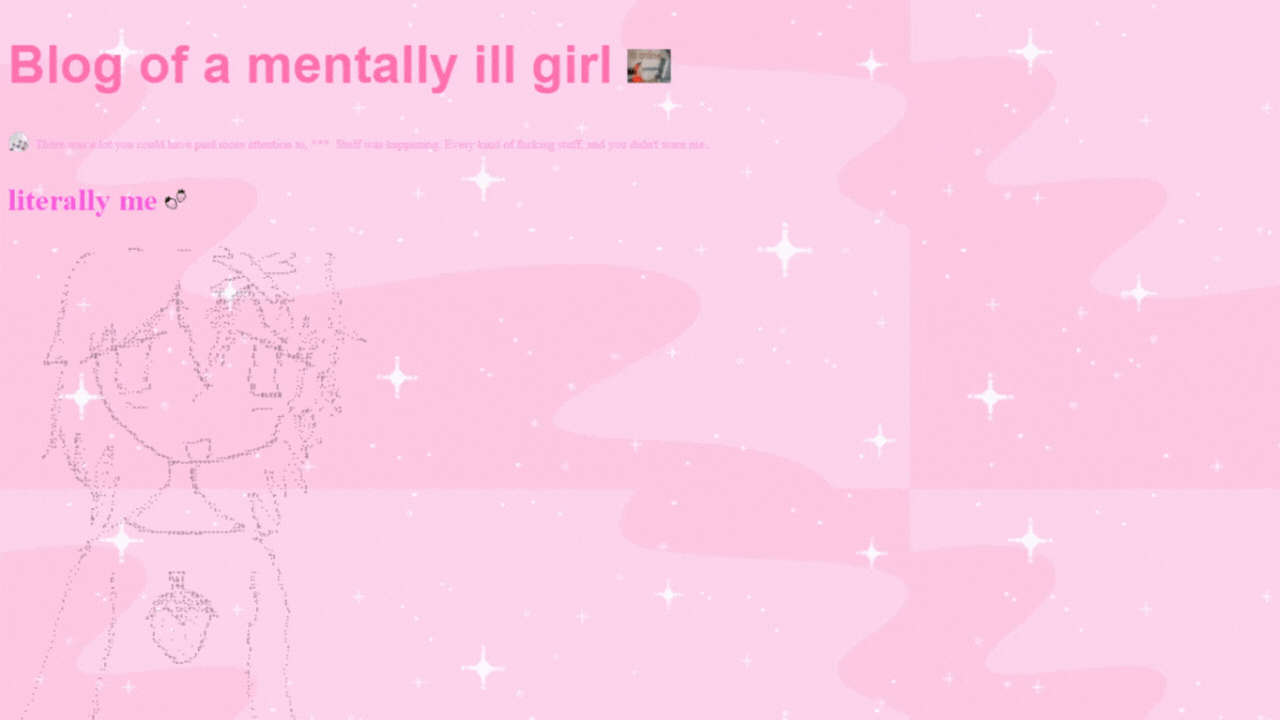 Blog of a mentally ill girl
There was a lot you could have paid more attention to, ***. Stuff was happening. Every kind of fucking stuff, and you didn't warn me..
literally me